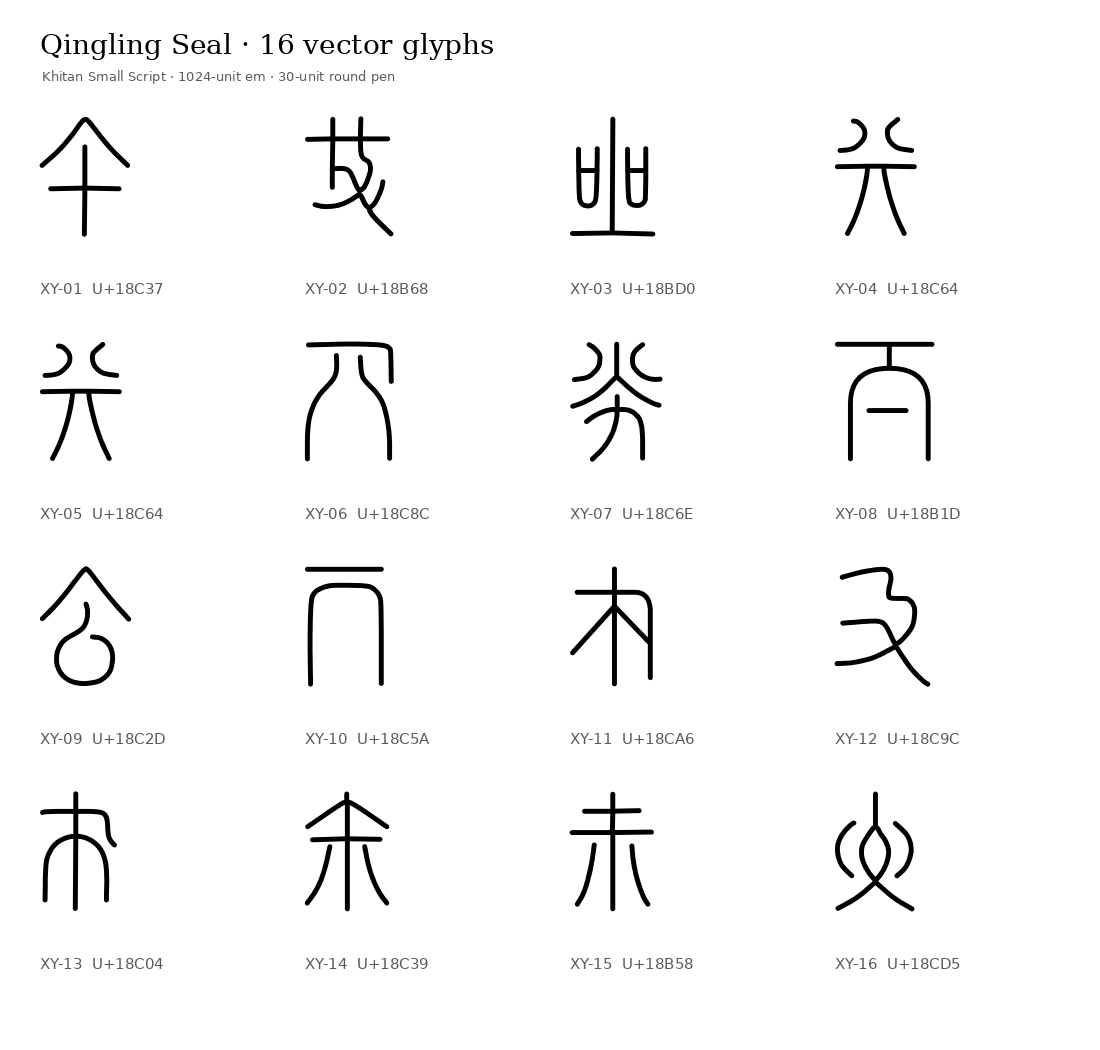 Qingling Seal · 16 vector glyphs
Khitan Small Script · 1024-unit em · 30-unit round pen
XY-01 U+18C37
XY-02 U+18B68
XY-03 U+18BD0
XY-04 U+18C64
XY-05 U+18C64
XY-06 U+18C8C
XY-07 U+18C6E
XY-08 U+18B1D
XY-09 U+18C2D
XY-10 U+18C5A
XY-11 U+18CA6
XY-12 U+18C9C
XY-13 U+18C04
XY-14 U+18C39
XY-15 U+18B58
XY-16 U+18CD5